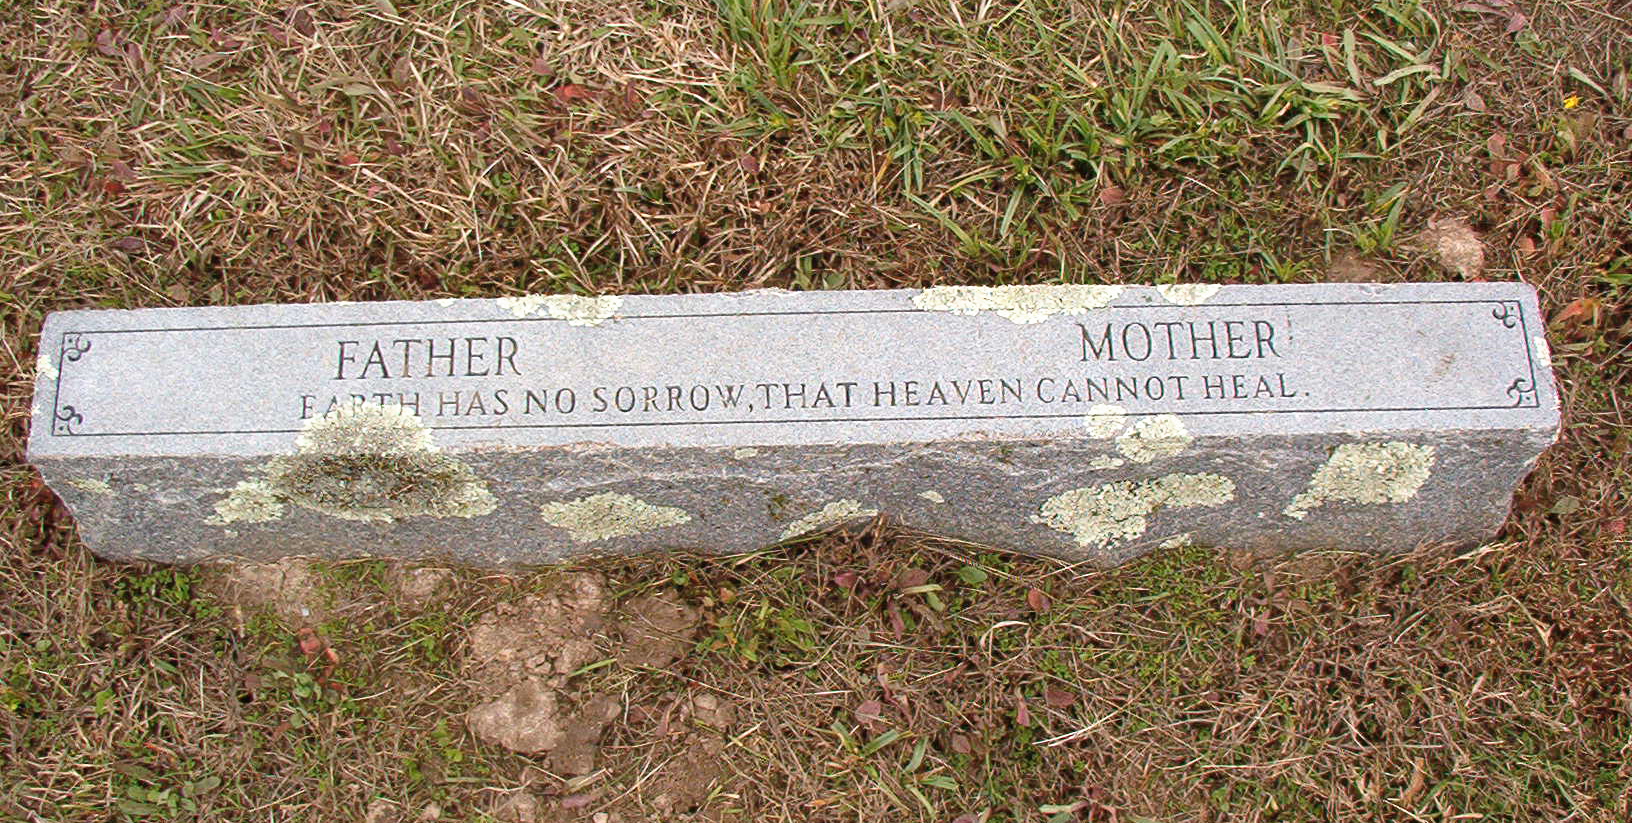 FATHER MOTHER
EARTH HAS NO SORROW, THAT HEAVEN CANNOT HEAL.